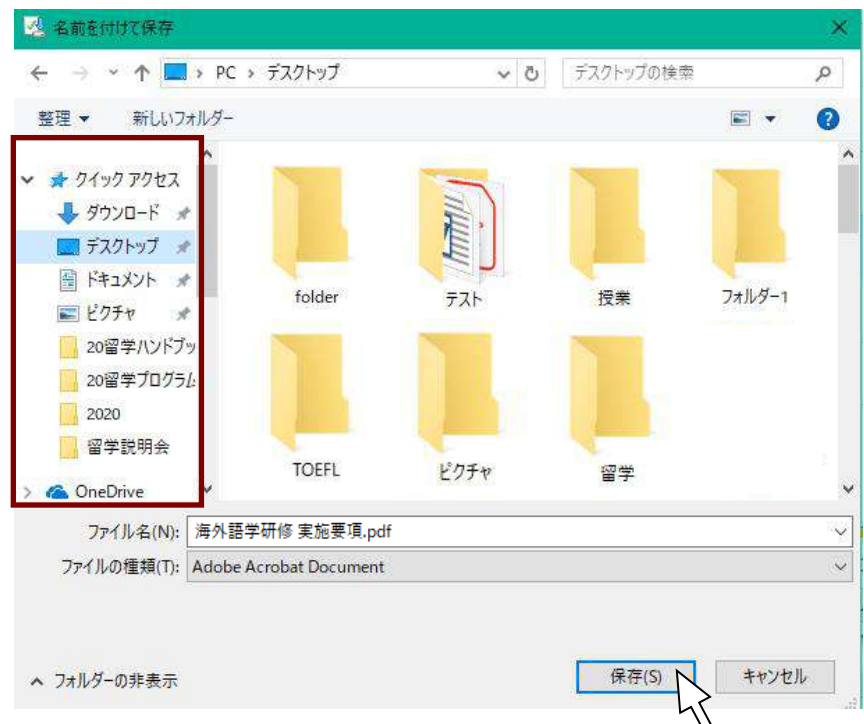 名前を付けて保存
PC › デスクトップ
デスクトップの検索
整理
新しいフォルダー
クイック アクセス
ダウンロード
デスクトップ
ドキュメント
ピクチャ
20留学ハンドブッ
20留学プログラム
2020
留学説明会
OneDrive
folder
テスト
授業
フォルダー1
TOEFL
ピクチャ
留学
ファイル名(N): 海外語学研修 実施要項.pdf
ファイルの種類(T): Adobe Acrobat Document
フォルダーの非表示
保存(S)
キャンセル